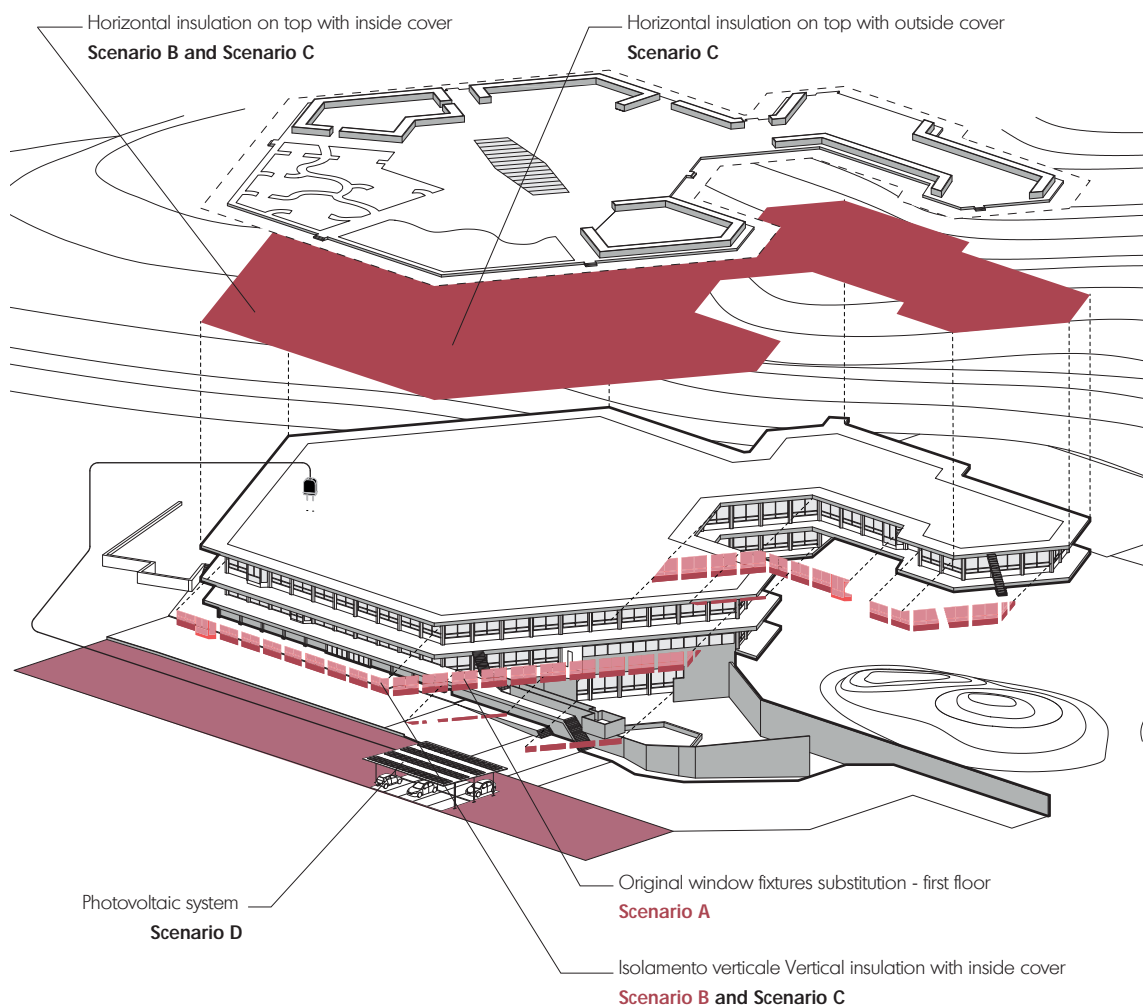 Horizontal insulation on top with inside cover
Scenario B and Scenario C
Horizontal insulation on top with outside cover
Scenario C
Photovoltaic system
Scenario D
Original window fixtures substitution - first floor
Scenario A
Isolamento verticale Vertical insulation with inside cover
Scenario B and Scenario C